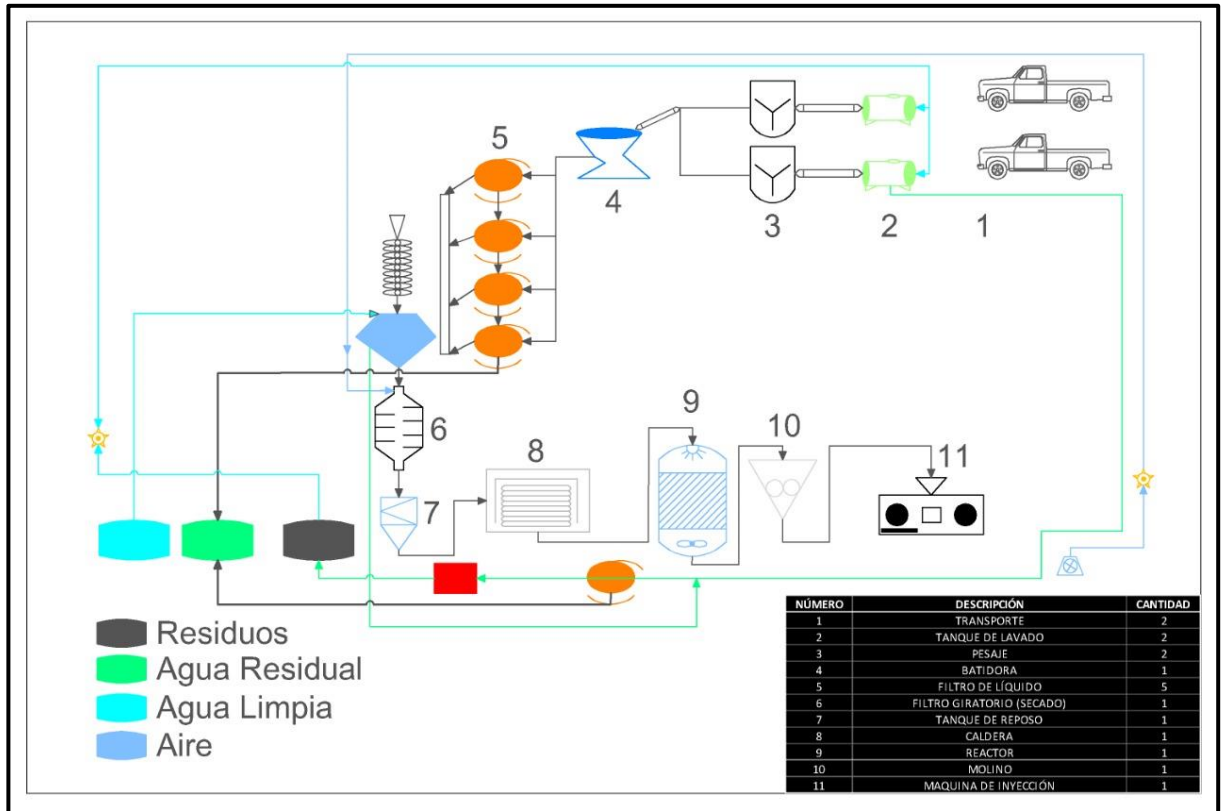 1
2
3
4
5
6
7
8
9
10
11
Residuos
Agua Residual
Agua Limpia
Aire
NÚMERO DESCRIPCIÓN CANTIDAD
1 TRANSPORTE 2
2 TANQUE DE LAVADO 2
3 PESAJE 2
4 BATIDORA 1
5 FILTRO DE LÍQUIDO 5
6 FILTRO GIRATORIO (SECADO) 1
7 TANQUE DE REPOSO 1
8 CALDERA 1
9 REACTOR 1
10 MOLINO 1
11 MAQUINA DE INYECCIÓN 1